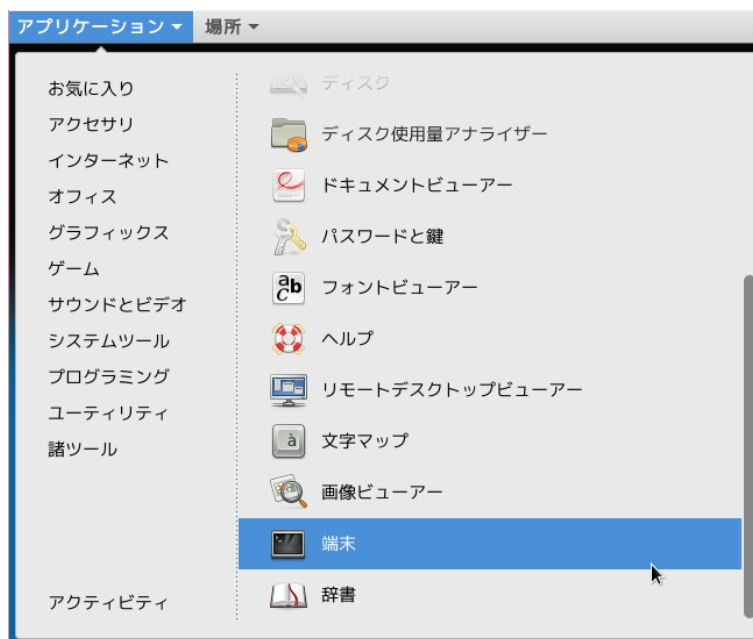 アプリケーション 場所
お気に入り
アクセサリ
インターネット
オフィス
グラフィックス
ゲーム
サウンドとビデオ
システムツール
プログラミング
ユーティリティ
諸ツール
アクティビティ
ディスク
ディスク使用量アナライザー
ドキュメントビューアー
パスワードと鍵
フォントビューアー
ヘルプ
リモートデスクトップビューアー
文字マップ
画像ビューアー
端末
辞書